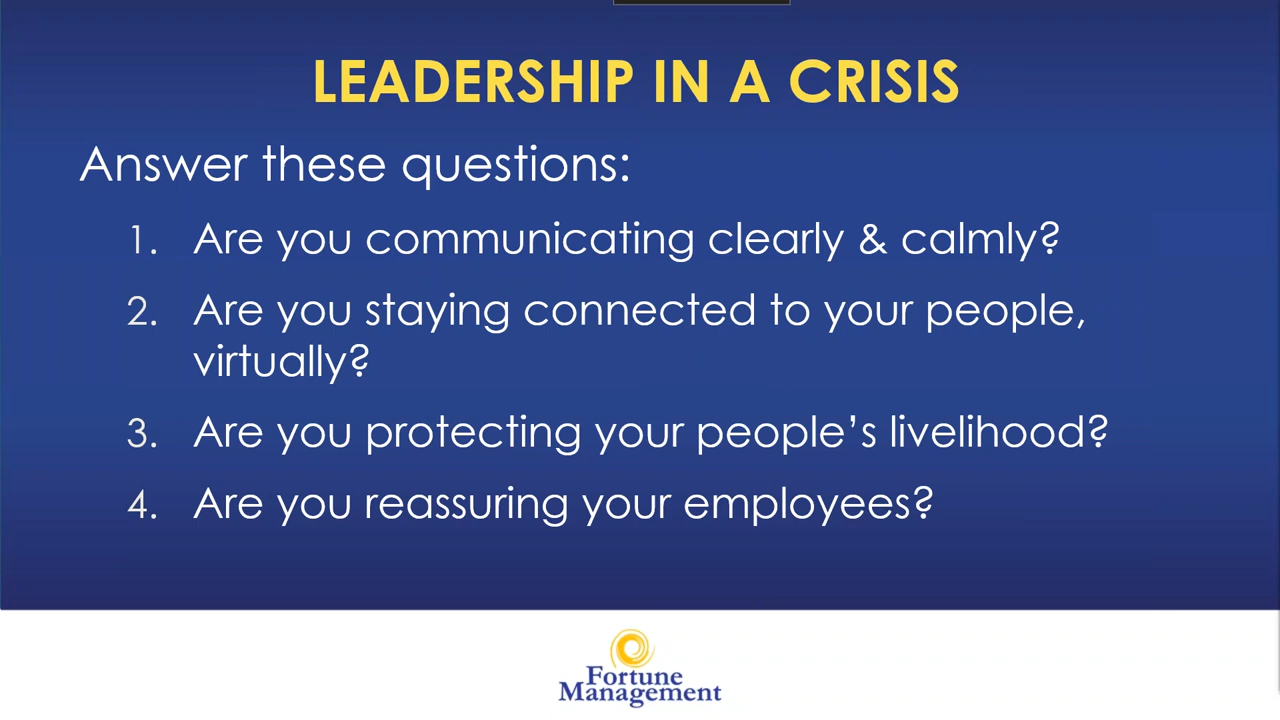 LEADERSHIP IN A CRISIS
Answer these questions:
1. Are you communicating clearly & calmly?
2. Are you staying connected to your people,
virtually?
3. Are you protecting your people’s livelihood?
4. Are you reassuring your employees?
Fortune
Management